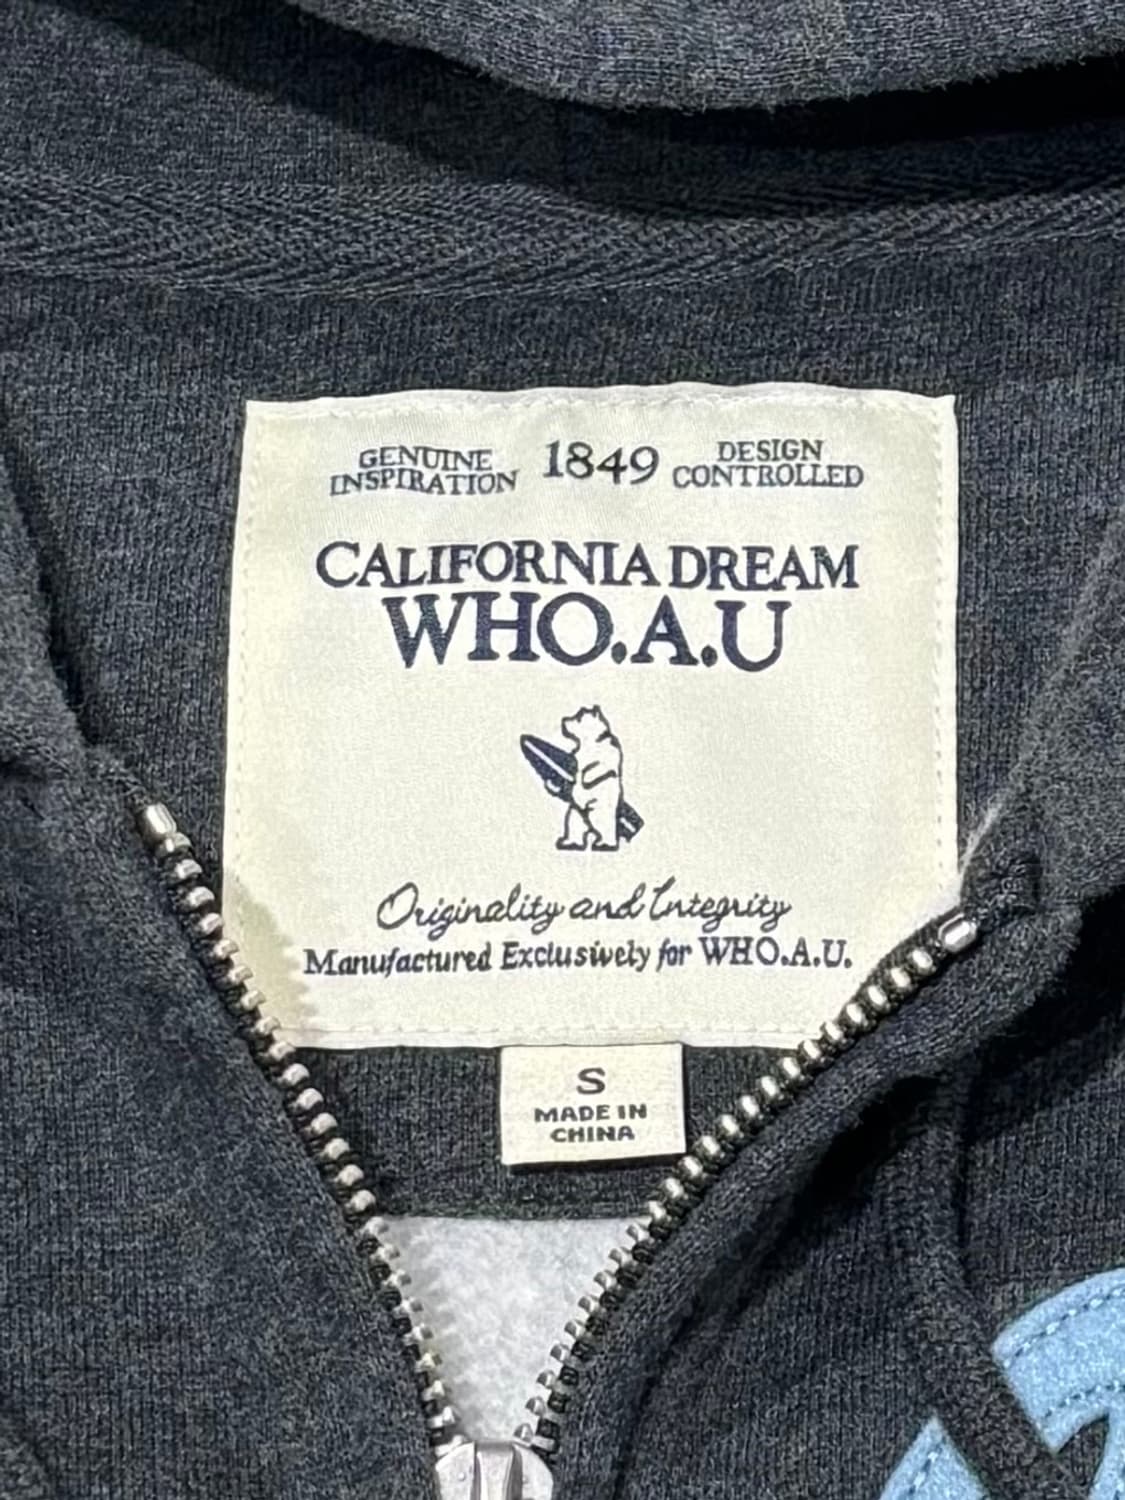 GENUINE INSPIRATION 1849 DESIGN CONTROLLED
CALIFORNIA DREAM
WHO.A.U
Originality and Integrity
Manufactured Exclusively for WHO.A.U.
S
MADE IN
CHINA